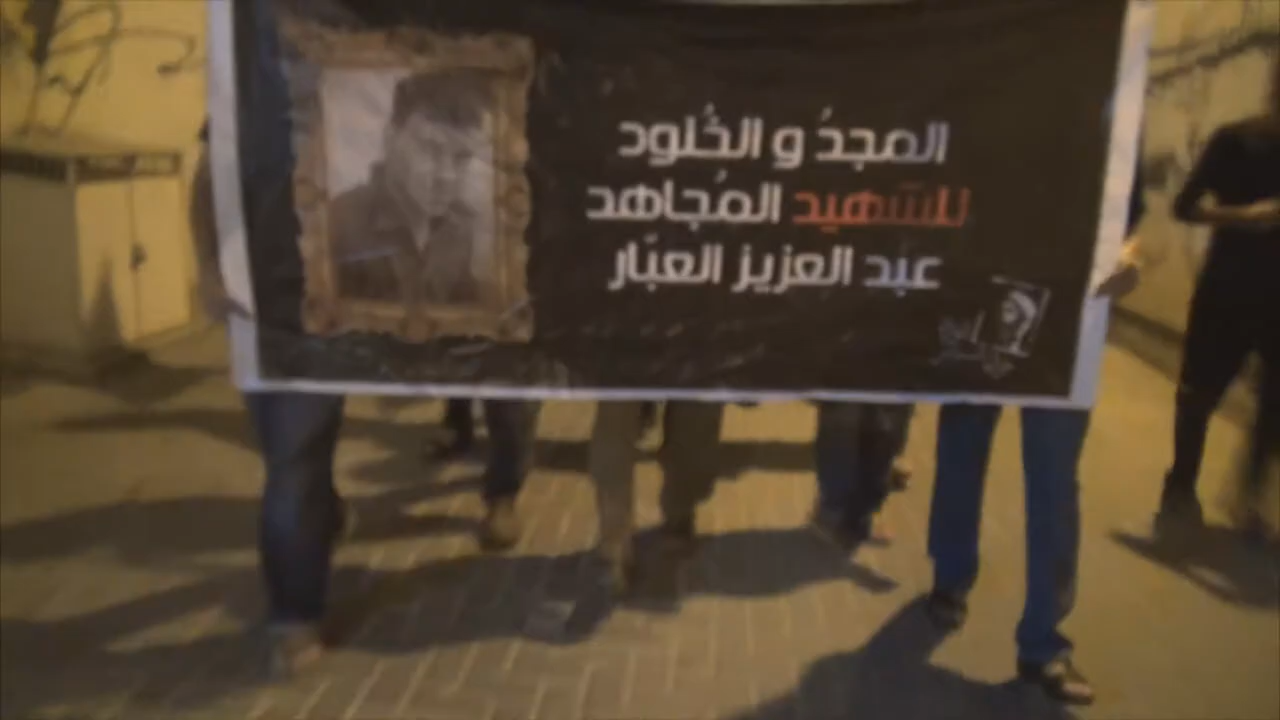 المجدُ و الخُلود
للشهيد المُجاهد
عبد العزيز العبّار